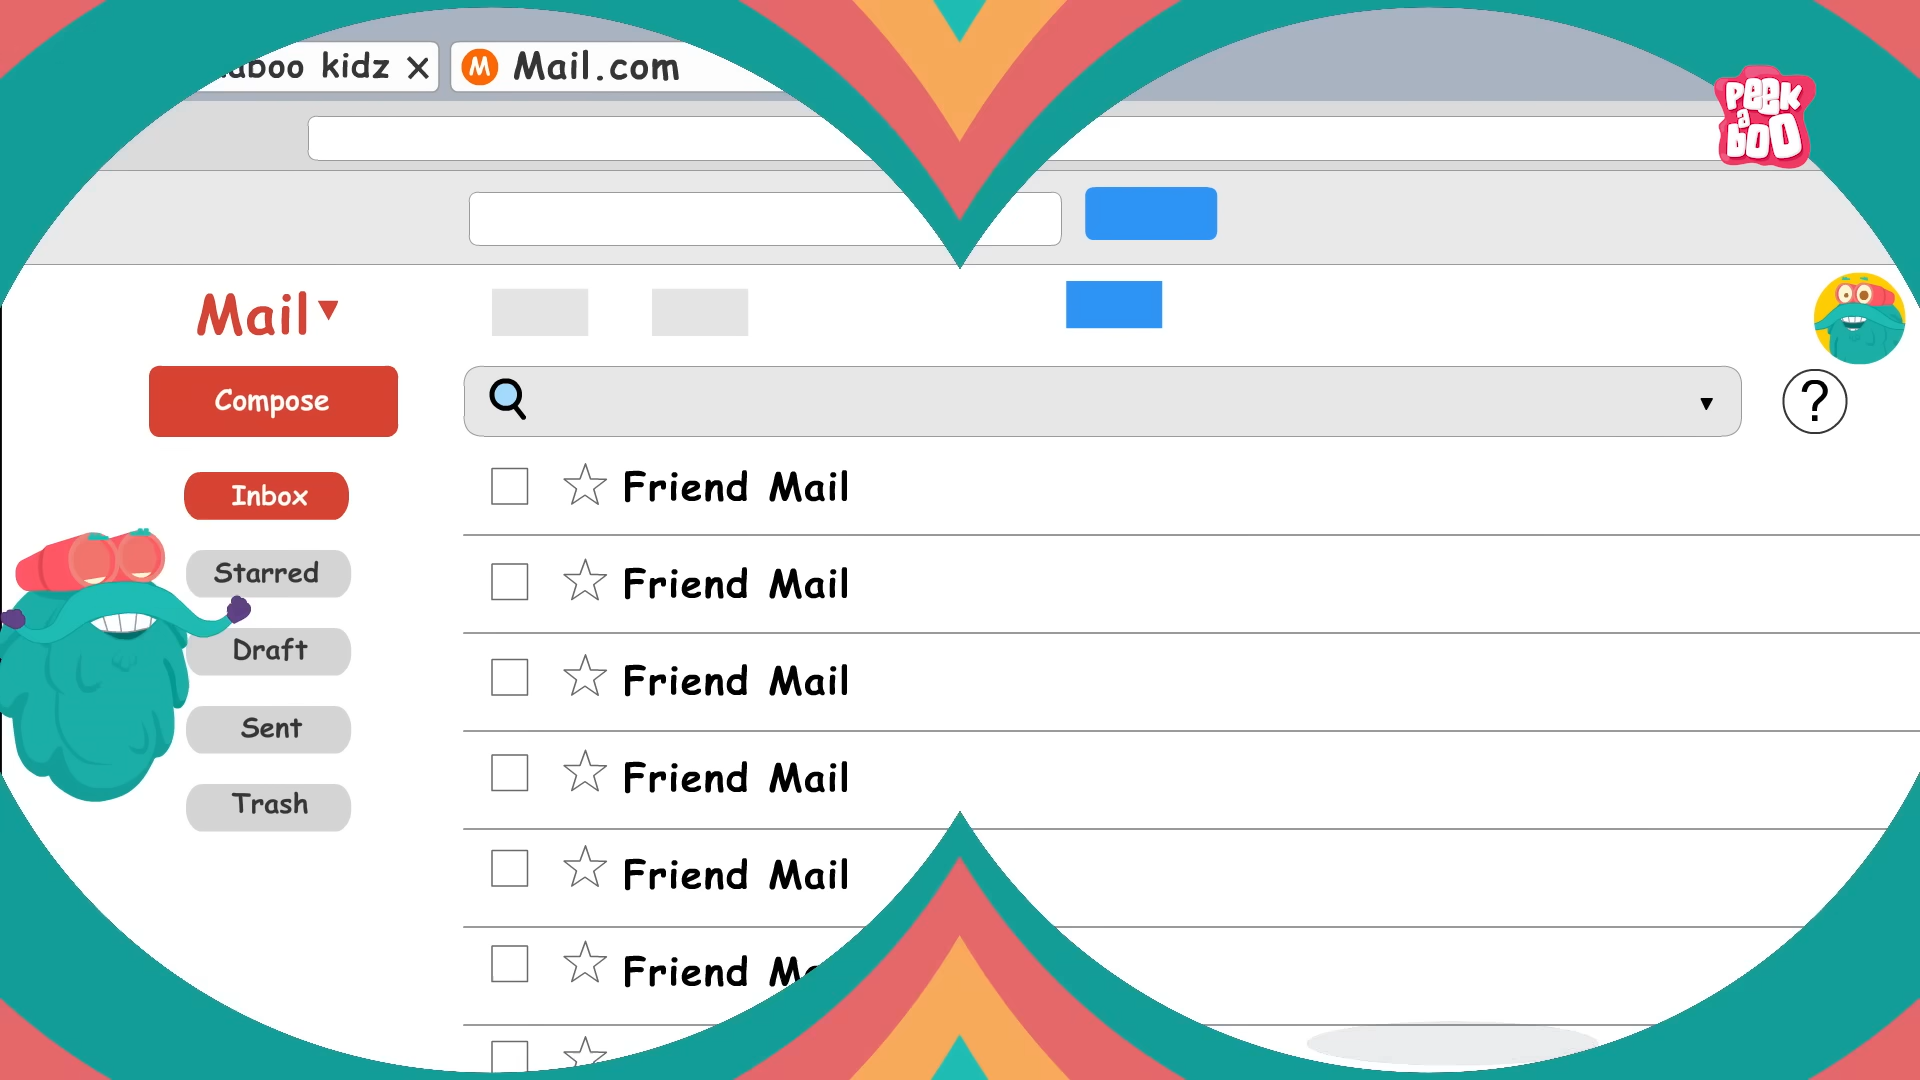 kidz X
M Mail.com
Peek
a
boo
Mail
Compose
?
Inbox
Starred
Draft
Sent
Trash
Friend Mail
Friend Mail
Friend Mail
Friend Mail
Friend Mail
Friend